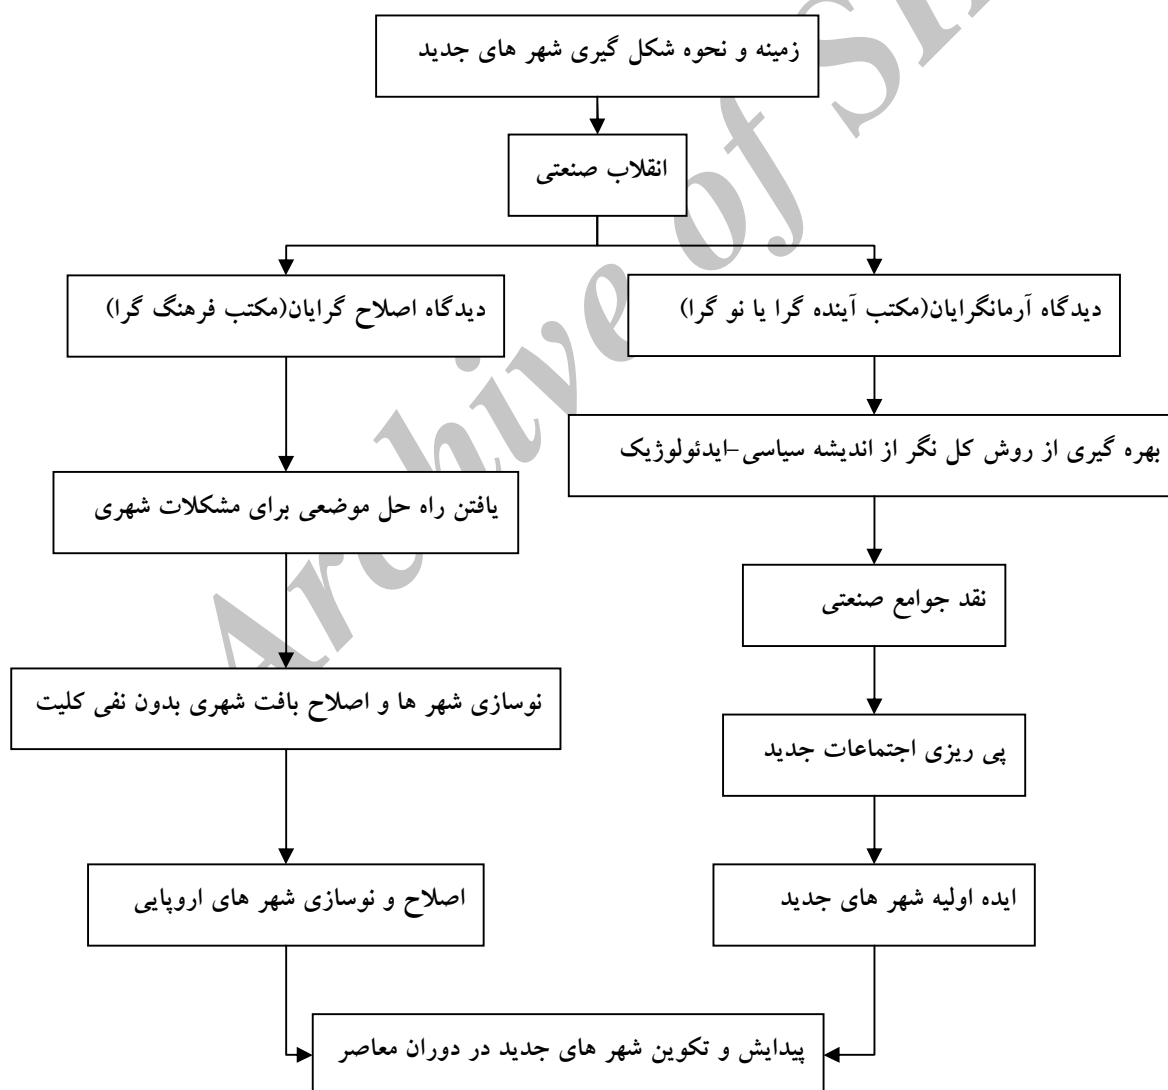 زمینه و نحوه شکل گیری شهر های جدید
انقلاب صنعتی
دیدگاه آرمانگرایان(مکتب آینده گرا یا نو گرا)
دیدگاه اصلاح گرایان(مکتب فرهنگ گرا)
بهره گیری از روش کل نگر از اندیشه سیاسی-ایدئولوژیک
یافتن راه حل موضعی برای مشکلات شهری
نقد جوامع صنعتی
نوسازی شهر ها و اصلاح بافت شهری بدون نفی کلیت
پی ریزی اجتماعات جدید
ایده اولیه شهر های جدید
اصلاح و نوسازی شهر های اروپایی
پیدایش و تکوین شهر های جدید در دوران معاصر
Archive of